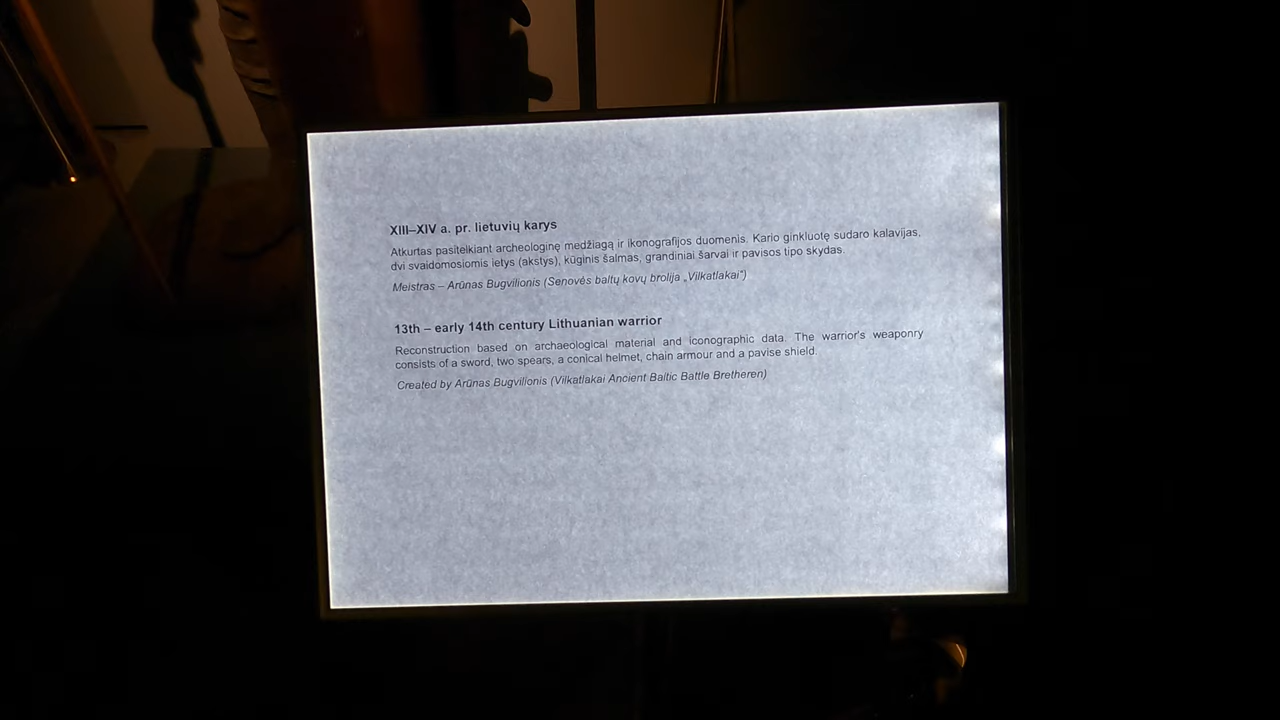 XIII–XIV a. pr. lietuvių karys
Atkurtas pasitelkiant archeologinę medžiagą ir ikonografijos duomenis. Kario ginkluotę sudaro kalavijas,
dvi svaidomosiomis ietys (akstys), kūginis šalmas, grandiniai šarvai ir pavisos tipo skydas.
Meistras – Arūnas Bugvilionis (Senovės baltų kovų brolija „Vilkatlakai“)
13th – early 14th century Lithuanian warrior
Reconstruction based on archaeological material and iconographic data. The warrior's weaponry
consists of a sword, two spears, a conical helmet, chain armour and a pavise shield.
Created by Arūnas Bugvilionis (Vilkatlakai Ancient Baltic Battle Bretheren)